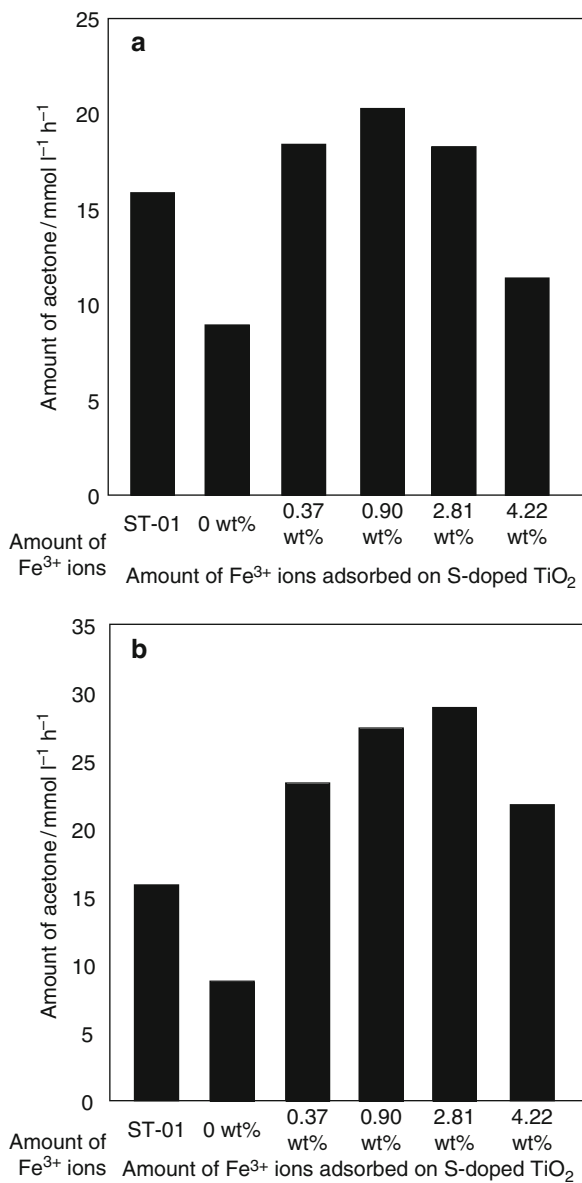 a
Amount of acetone/mmol l⁻¹ h⁻¹
25
20
15
10
5
0
ST-01 0 wt% 0.37 wt% 0.90 wt% 2.81 wt% 4.22 wt%
Amount of
Fe³⁺ ions
Amount of Fe³⁺ ions adsorbed on S-doped TiO₂
b
Amount of acetone/mmol l⁻¹ h⁻¹
35
30
25
20
15
10
5
0
ST-01 0 wt% 0.37 wt% 0.90 wt% 2.81 wt% 4.22 wt%
Amount of
Fe³⁺ ions
Amount of Fe³⁺ ions adsorbed on S-doped TiO₂